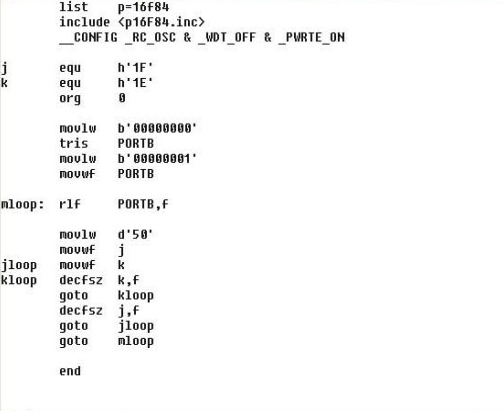 list p=16f84
include <p16F84.inc>
__CONFIG _RC_OSC & _WDT_OFF & _PWRTE_ON
j equ h'1F'
k equ h'1E'
org 0
movlw b'00000000'
tris PORTB
movlw b'00000001'
movwf PORTB
mloop: rlf PORTB,f
movlw d'50'
movwf j
jloop movwf k
kloop decfsz k,f
goto kloop
decfsz j,f
goto jloop
goto mloop
end